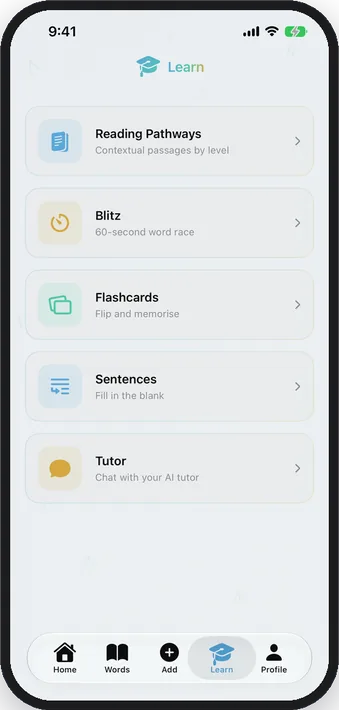 9:41
Learn
Reading Pathways
Contextual passages by level
Blitz
60-second word race
Flashcards
Flip and memorise
Sentences
Fill in the blank
Tutor
Chat with your AI tutor
Home Words Add Learn Profile